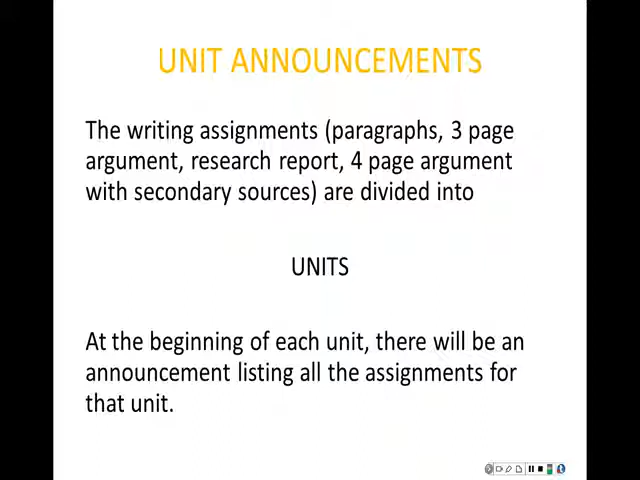 UNIT ANNOUNCEMENTS
The writing assignments (paragraphs, 3 page
argument, research report, 4 page argument
with secondary sources) are divided into
UNITS
At the beginning of each unit, there will be an
announcement listing all the assignments for
that unit.